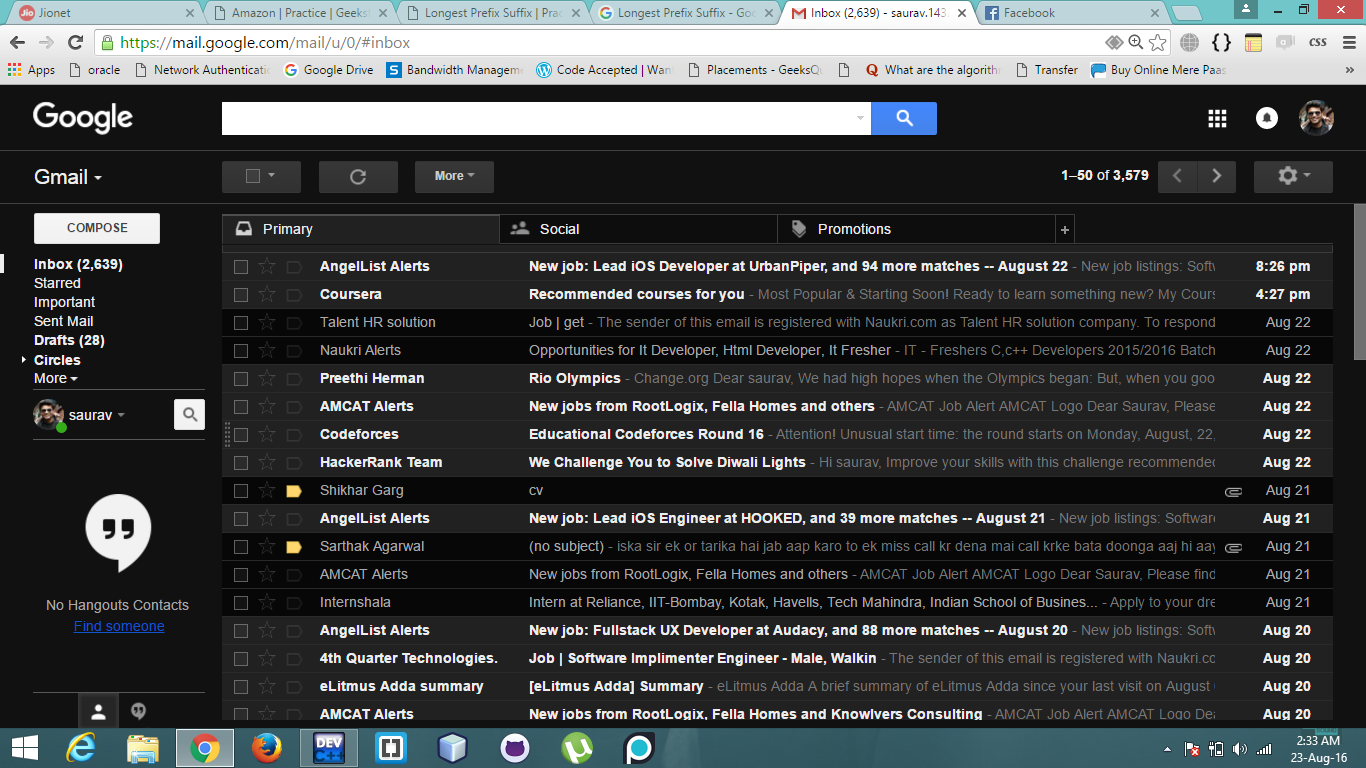 Jionet
Amazon | Practice | Geeks
Longest Prefix Suffix | Prac
Longest Prefix Suffix - Goo
Inbox (2,639) - saurav.143
Facebook
https://mail.google.com/mail/u/0/#inbox
css
Apps
oracle
Network Authenticatio
Google Drive
Bandwidth Managem
Code Accepted | Wan
Placements - GeeksQ
What are the algorith
Transfer
Buy Online Mere Paas
»
Google
Gmail
More
1–50 of 3,579
COMPOSE
Primary
Social
Promotions
+
Inbox (2,639)
Starred
Important
Sent Mail
Drafts (28)
Circles
More
saurav
No Hangouts Contacts
Find someone
AngelList Alerts New job: Lead iOS Developer at UrbanPiper, and 94 more matches -- August 22 - New job listings: Softw 8:26 pm
Coursera Recommended courses for you - Most Popular & Starting Soon! Ready to learn something new? My Cours 4:27 pm
Talent HR solution Job | get - The sender of this email is registered with Naukri.com as Talent HR solution company. To respond Aug 22
Naukri Alerts Opportunities for It Developer, Html Developer, It Fresher - IT - Freshers C,c++ Developers 2015/2016 Batch Aug 22
Preethi Herman Rio Olympics - Change.org Dear saurav, We had high hopes when the Olympics began: But, when you goo Aug 22
AMCAT Alerts New jobs from RootLogix, Fella Homes and others - AMCAT Job Alert AMCAT Logo Dear Saurav, Please Aug 22
Codeforces Educational Codeforces Round 16 - Attention! Unusual start time: the round starts on Monday, August, 22, Aug 22
HackerRank Team We Challenge You to Solve Diwali Lights - Hi saurav, Improve your skills with this challenge recommended Aug 22
Shikhar Garg cv Aug 21
AngelList Alerts New job: Lead iOS Engineer at HOOKED, and 39 more matches -- August 21 - New job listings: Software Aug 21
Sarthak Agarwal (no subject) - iska sir ek or tarika hai jab aap karo to ek miss call kr dena mai call krke bata doonga aaj hi aay Aug 21
AMCAT Alerts New jobs from RootLogix, Fella Homes and others - AMCAT Job Alert AMCAT Logo Dear Saurav, Please find Aug 21
Internshala Intern at Reliance, IIT-Bombay, Kotak, Havells, Tech Mahindra, Indian School of Busines... - Apply to your dre Aug 21
AngelList Alerts New job: Fullstack UX Developer at Audacy, and 88 more matches -- August 20 - New job listings: Softw Aug 20
4th Quarter Technologies. Job | Software Implimenter Engineer - Male, Walkin - The sender of this email is registered with Naukri.co Aug 20
eLitmus Adda summary [eLitmus Adda] Summary - eLitmus Adda A brief summary of eLitmus Adda since your last visit on August Aug 20
AMCAT Alerts New jobs from RootLogix, Fella Homes and Knowlvers Consulting - AMCAT Job Alert AMCAT Logo Dea Aug 20
DEV
C++
2:33 AM
23-Aug-16